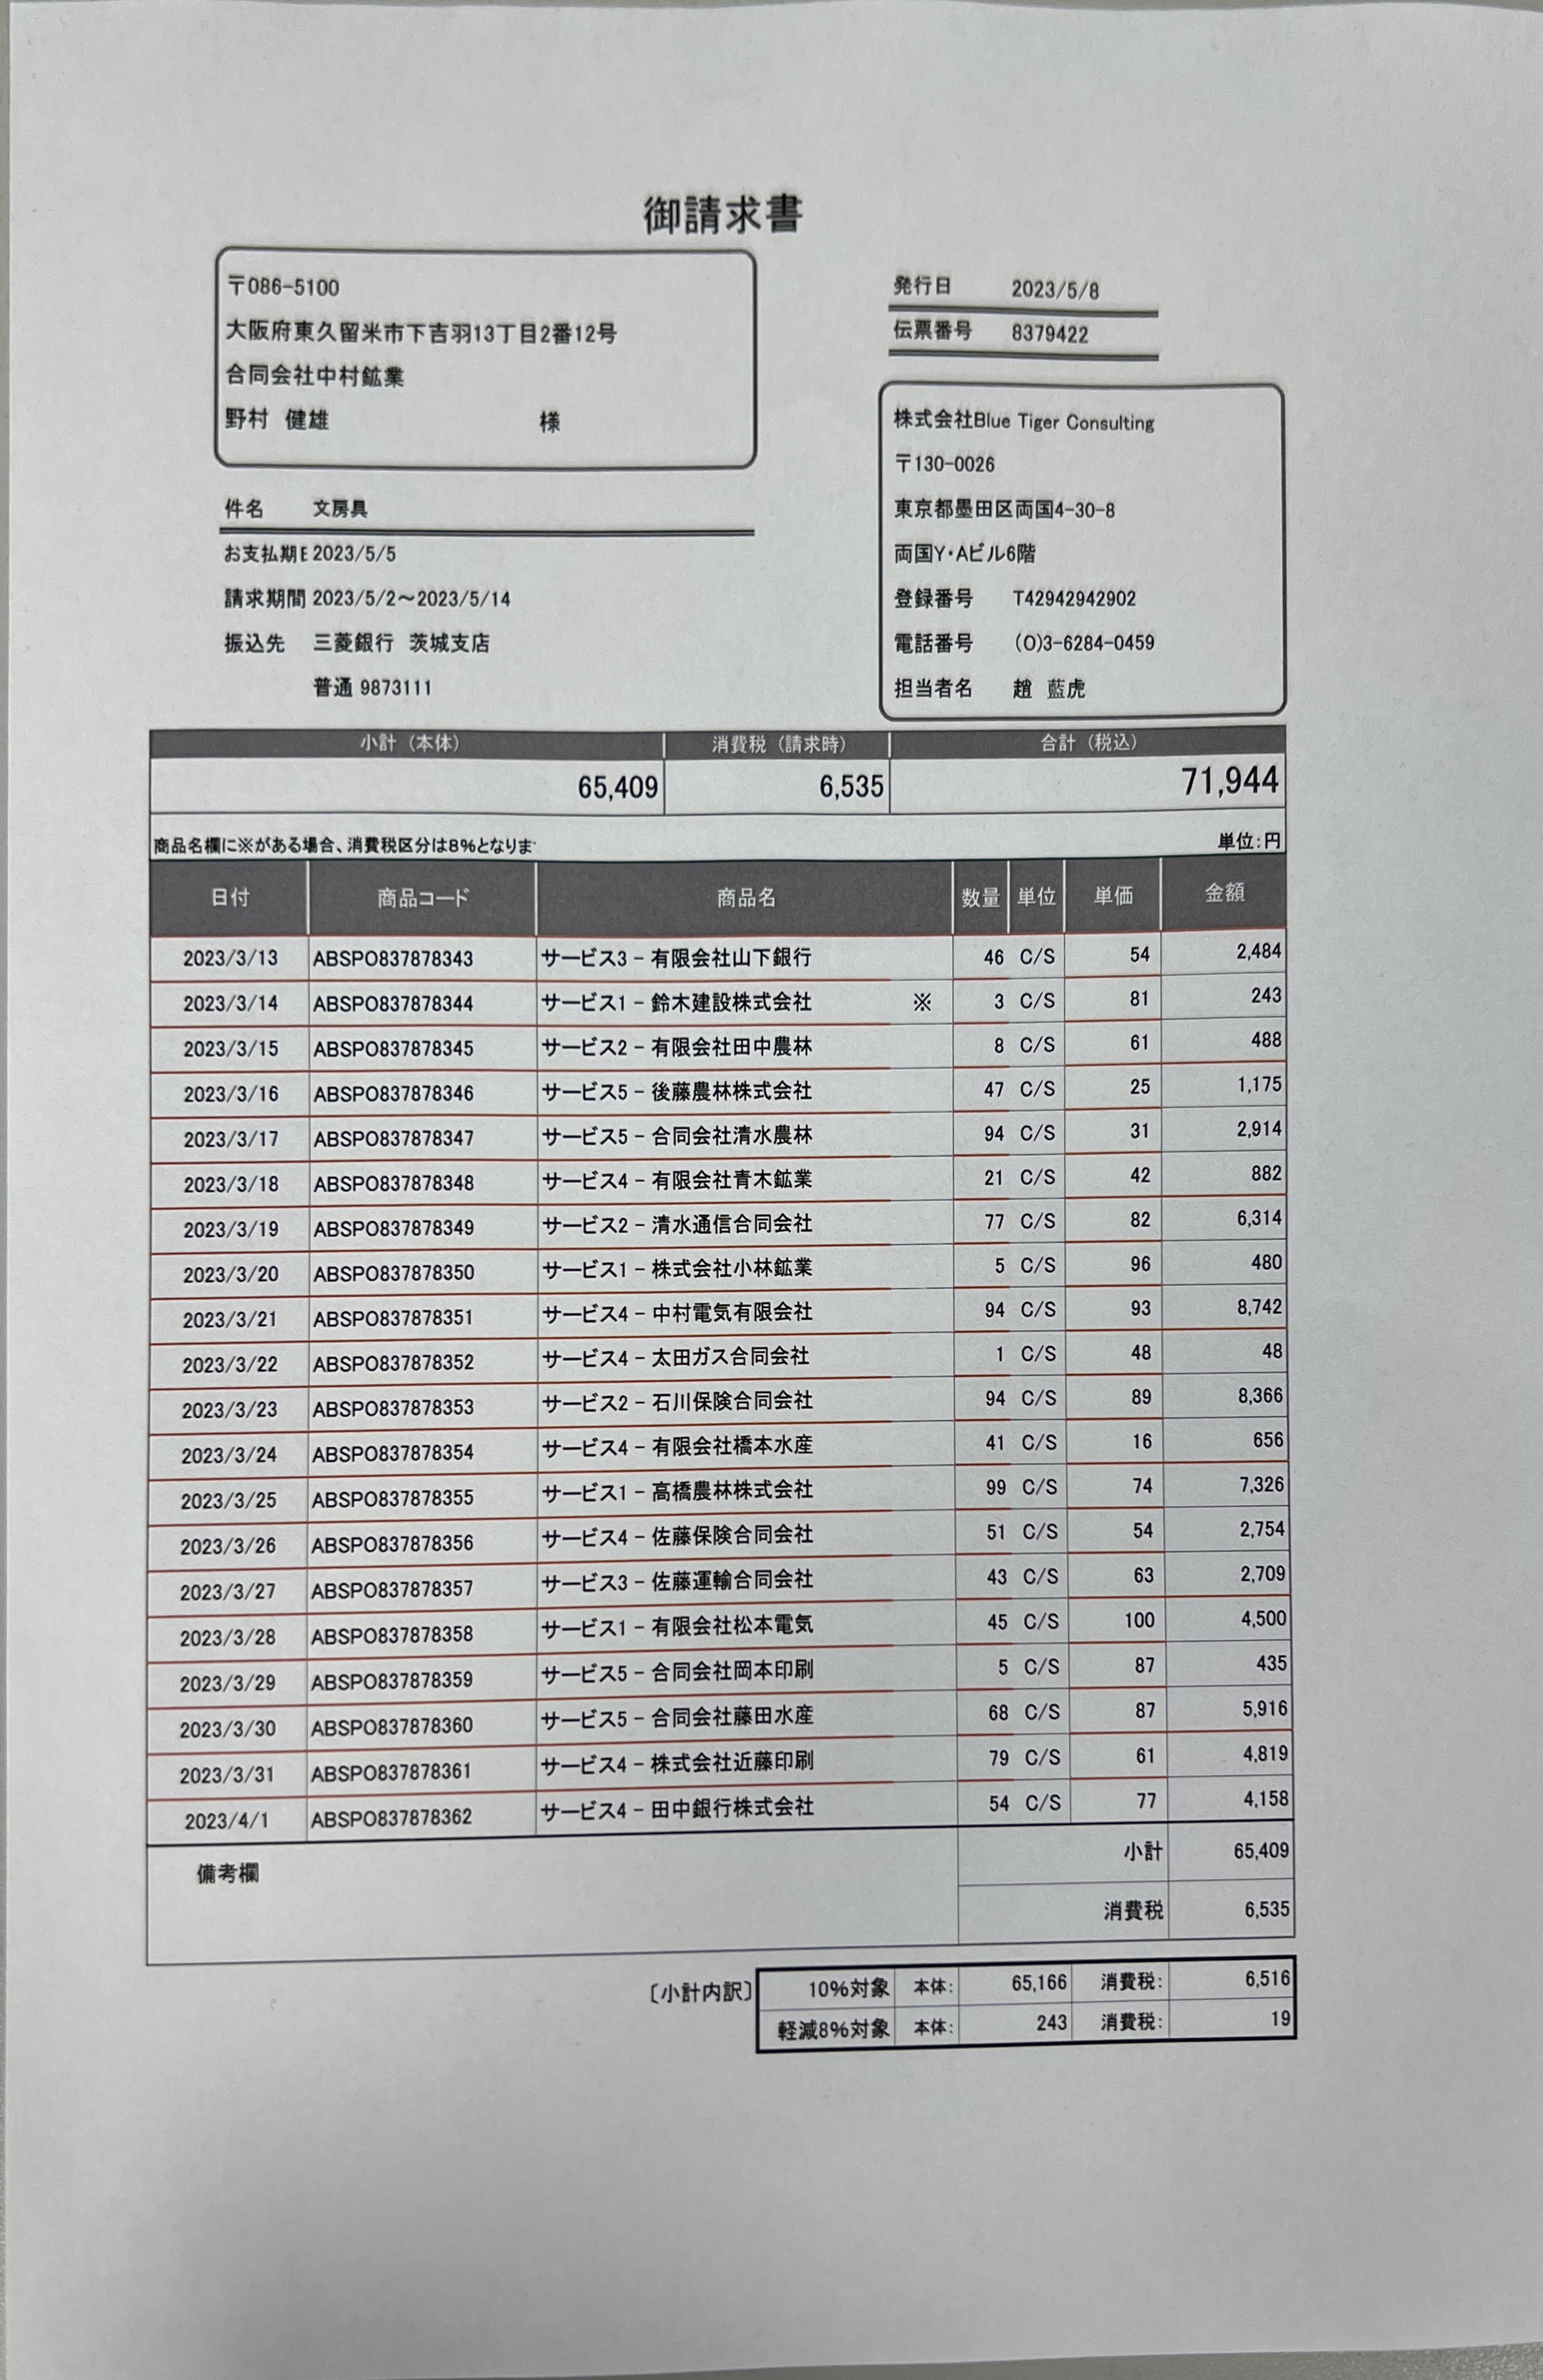 御請求書
〒086-5100
大阪府東久留米市下吉羽13丁目2番12号
合同会社中村鉱業
野村 健雄 様
発行日 2023/5/8
伝票番号 8379422
株式会社Blue Tiger Consulting
〒130-0026
東京都墨田区両国4-30-8
両国Y・Aビル6階
登録番号 T42942942902
電話番号 (O)3-6284-0459
担当者名 趙 藍虎
件名 文房具
お支払期 2023/5/5
請求期間 2023/5/2～2023/5/14
振込先 三菱銀行 茨城支店
普通 9873111
小計（本体） 消費税（請求時） 合計（税込）
65,409 6,535 71,944
商品名欄に※がある場合、消費税区分は8%となりま 単位：円
日付 商品コード 商品名 数量 単位 単価 金額
2023/3/13 ABSPO837878343 サービス3 - 有限会社山下銀行 46 C/S 54 2,484
2023/3/14 ABSPO837878344 サービス1 - 鈴木建設株式会社 ※ 3 C/S 81 243
2023/3/15 ABSPO837878345 サービス2 - 有限会社田中農林 8 C/S 61 488
2023/3/16 ABSPO837878346 サービス5 - 後藤農林株式会社 47 C/S 25 1,175
2023/3/17 ABSPO837878347 サービス5 - 合同会社清水農林 94 C/S 31 2,914
2023/3/18 ABSPO837878348 サービス4 - 有限会社青木鉱業 21 C/S 42 882
2023/3/19 ABSPO837878349 サービス2 - 清水通信合同会社 77 C/S 82 6,314
2023/3/20 ABSPO837878350 サービス1 - 株式会社小林鉱業 5 C/S 96 480
2023/3/21 ABSPO837878351 サービス4 - 中村電気有限会社 94 C/S 93 8,742
2023/3/22 ABSPO837878352 サービス4 - 太田ガス合同会社 1 C/S 48 48
2023/3/23 ABSPO837878353 サービス2 - 石川保険合同会社 94 C/S 89 8,366
2023/3/24 ABSPO837878354 サービス4 - 有限会社橋本水産 41 C/S 16 656
2023/3/25 ABSPO837878355 サービス1 - 高橋農林株式会社 99 C/S 74 7,326
2023/3/26 ABSPO837878356 サービス4 - 佐藤保険合同会社 51 C/S 54 2,754
2023/3/27 ABSPO837878357 サービス3 - 佐藤運輸合同会社 43 C/S 63 2,709
2023/3/28 ABSPO837878358 サービス1 - 有限会社松本電気 45 C/S 100 4,500
2023/3/29 ABSPO837878359 サービス5 - 合同会社岡本印刷 5 C/S 87 435
2023/3/30 ABSPO837878360 サービス5 - 合同会社藤田水産 68 C/S 87 5,916
2023/3/31 ABSPO837878361 サービス4 - 株式会社近藤印刷 79 C/S 61 4,819
2023/4/1 ABSPO837878362 サービス4 - 田中銀行株式会社 54 C/S 77 4,158
備考欄
小計 65,409
消費税 6,535
〔小計内訳〕 10%対象 本体: 65,166 消費税: 6,516
軽減8%対象 本体: 243 消費税: 19